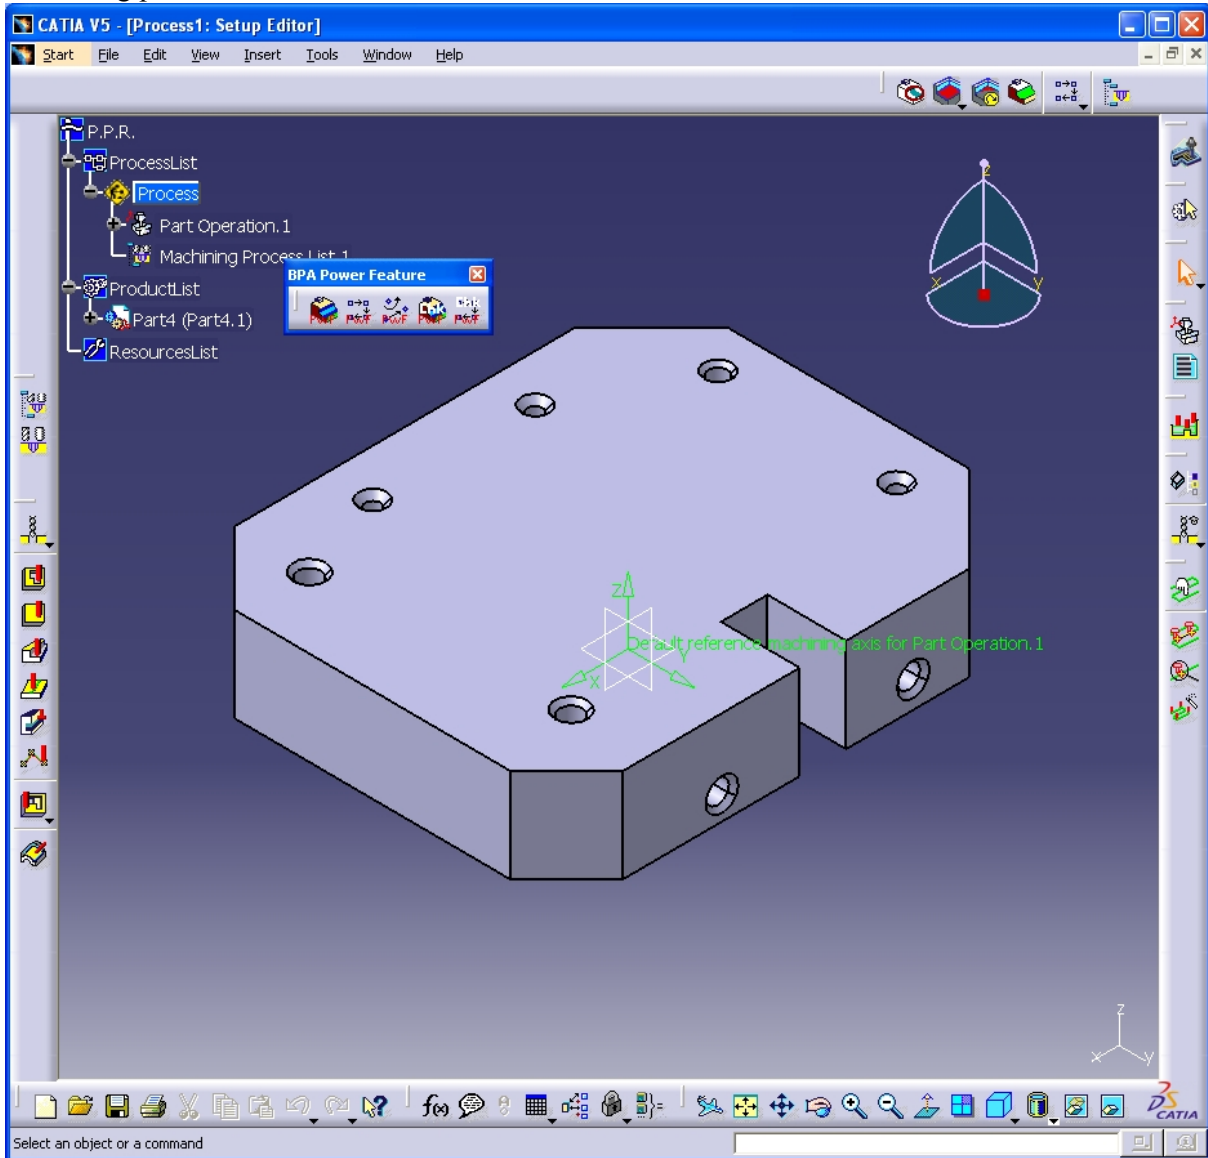 CATIA V5 - [Process1: Setup Editor]
Start File Edit View Insert Tools Window Help
P.P.R.
ProcessList
Process
Part Operation.1
Machining Process List.1
BPA Power Feature
ProductList
Part4 (Part4.1)
ResourcesList
Z
X Y
Z
Default reference machining axis for Part Operation.1
Y
X
Z
X Y
f(x)
CATIA
Select an object or a command